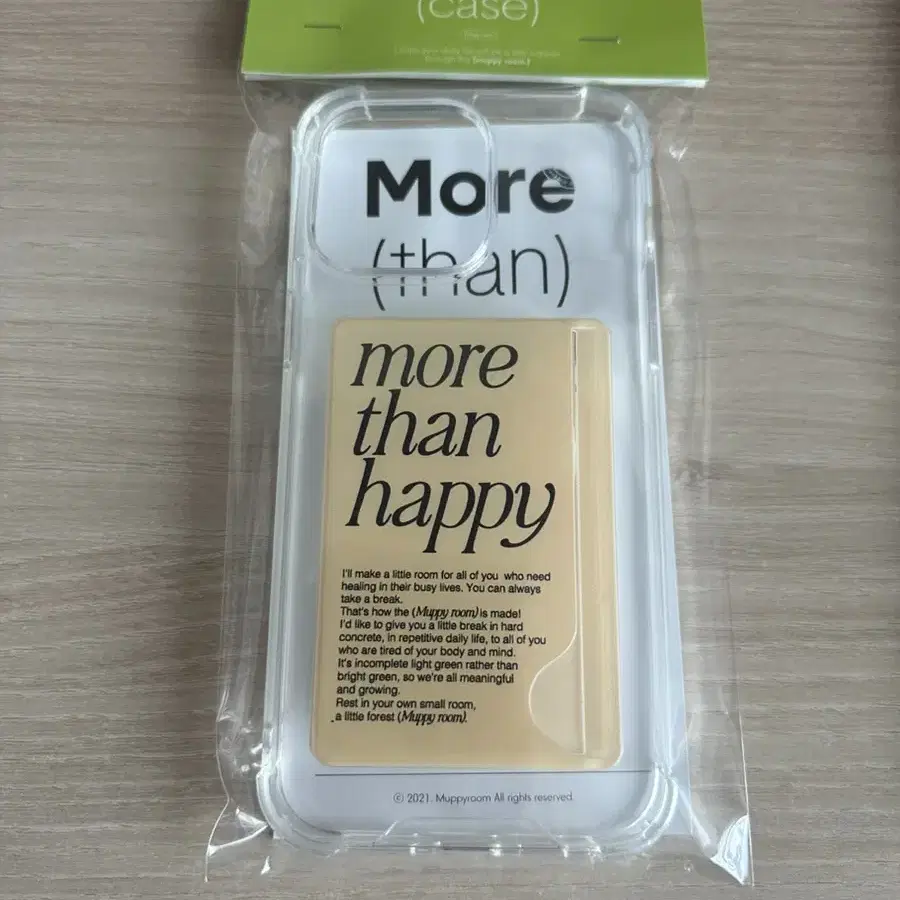 (case)
through the (muppy room.)
More
(than)
more
than
happy
I'll make a little room for all of you who need
healing in their busy lives. You can always
take a break.
That's how the (Muppy room) is made!
I'd like to give you a little break in hard
concrete, in repetitive daily life, to all of you
who are tired of your body and mind.
It's incomplete light green rather than
bright green, so we're all meaningful
and growing.
Rest in your own small room,
a little forest (Muppy room).
© 2021. Muppyroom All rights reserved.